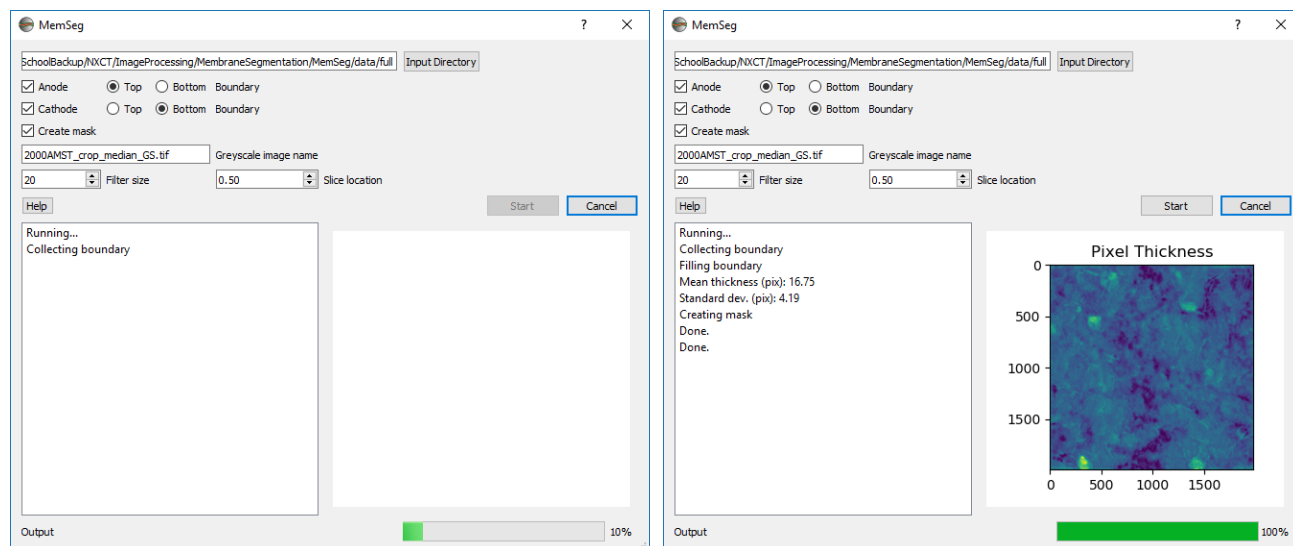 MemSeg ? ×
SchoolBackup/NXCT/ImageProcessing/MembraneSegmentation/MemSeg/data/full Input Directory
Anode Top Bottom Boundary
Cathode Top Bottom Boundary
Create mask
2000AMST_crop_median_GS.tif Greyscale image name
20 Filter size 0.50 Slice location
Help Start Cancel
Running...
Collecting boundary
Output 10%
MemSeg ? ×
SchoolBackup/NXCT/ImageProcessing/MembraneSegmentation/MemSeg/data/full Input Directory
Anode Top Bottom Boundary
Cathode Top Bottom Boundary
Create mask
2000AMST_crop_median_GS.tif Greyscale image name
20 Filter size 0.50 Slice location
Help Start Cancel
Running...
Collecting boundary
Filling boundary
Mean thickness (pix): 16.75
Standard dev. (pix): 4.19
Creating mask
Done.
Done.
Pixel Thickness
0
500
1000
1500
0 500 1000 1500
Output 100%